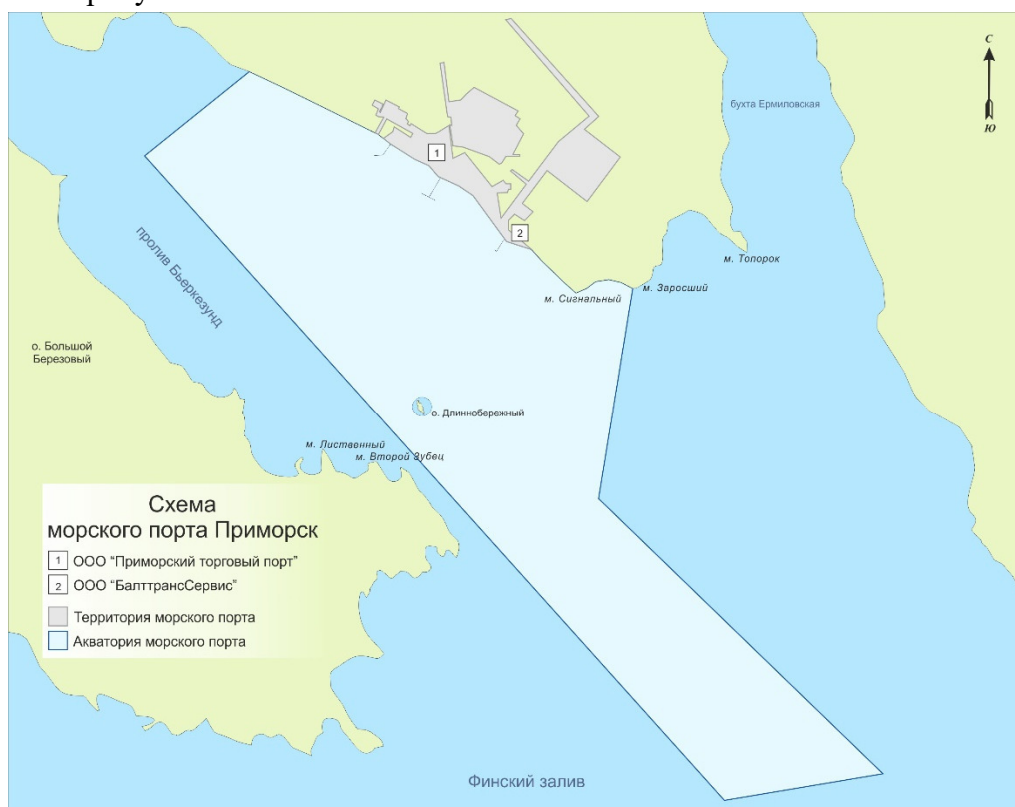 С
Ю
бухта Ермиловская
1
2
м. Топорок
м. Сигнальный
м. Заросший
пролив Бьеркезунд
о. Большой
Березовый
о. Длиннобережный
м. Лиственный
м. Второй Зубец
Схема
морского порта Приморск
1 ООО "Приморский торговый порт"
2 ООО "БалттрансСервис"
Территория морского порта
Акватория морского порта
Финский залив